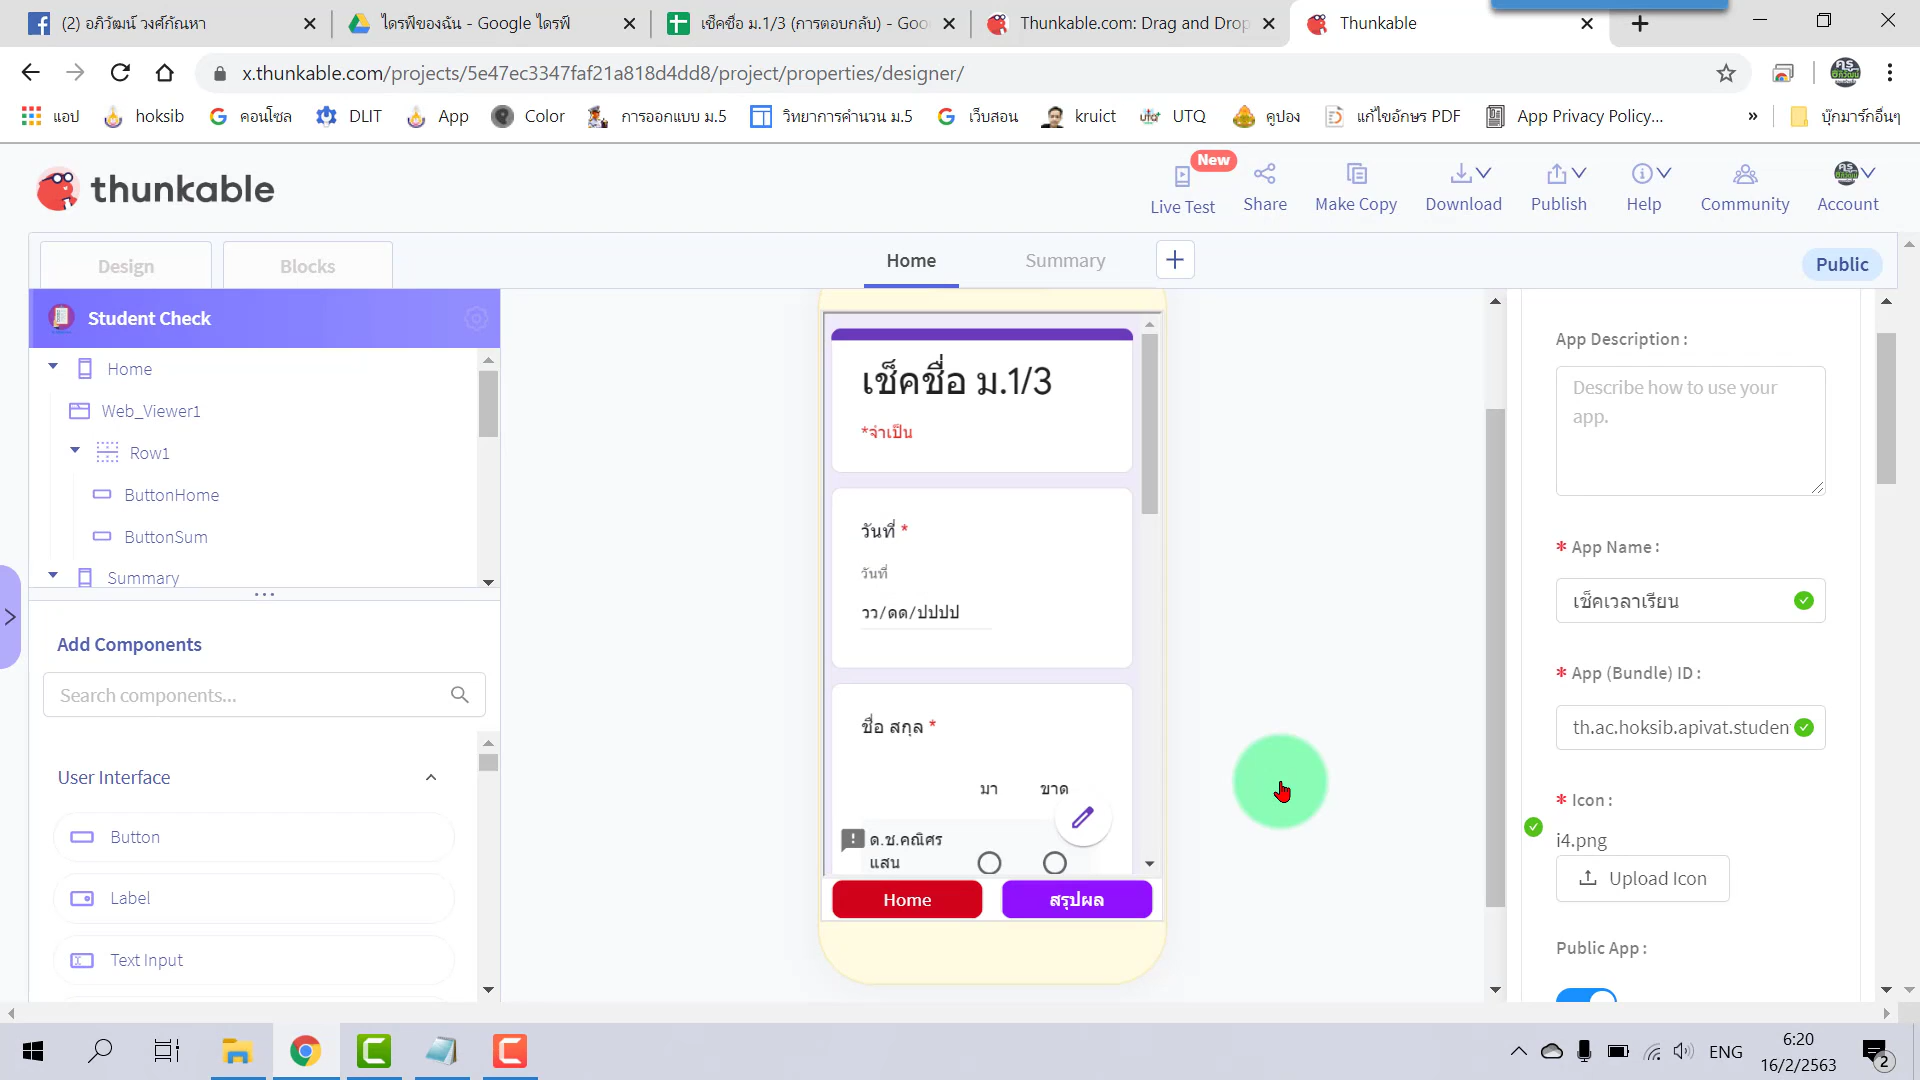 (2) อภิวัฒน์ วงศ์กัณหา
ไดรฟ์ของฉัน - Google ไดรฟ์
เช็คชื่อ ม.1/3 (การตอบกลับ) - Goo
Thunkable.com: Drag and Drop
Thunkable
x.thunkable.com/projects/5e47ec3347faf21a818d4dd8/project/properties/designer/
แอป
hoksib
คอนโซล
DLIT
App
Color
การออกแบบ ม.5
วิทยาการคำนวน ม.5
เว็บสอน
kruict
UTQ
คูปอง
แก้ไขอักษร PDF
App Privacy Policy...
»
บุ๊กมาร์กอื่นๆ
thunkable
New
Live Test
Share
Make Copy
Download
Publish
Help
Community
Account
Design
Blocks
Home
Summary
Public
Student Check
Home
Web_Viewer1
Row1
ButtonHome
ButtonSum
Summary
Add Components
Search components...
User Interface
Button
Label
Text Input
เช็คชื่อ ม.1/3
*จำเป็น
วันที่ *
วันที่
วว/ดด/ปปปป
ชื่อ สกุล *
มา
ขาด
ด.ช.คณิศร
แสน
Home
สรุปผล
App Description :
Describe how to use your
app.
* App Name :
เช็คเวลาเรียน
* App (Bundle) ID :
th.ac.hoksib.apivat.studen
* Icon :
i4.png
Upload Icon
Public App :
ENG
6:20
16/2/2563
2